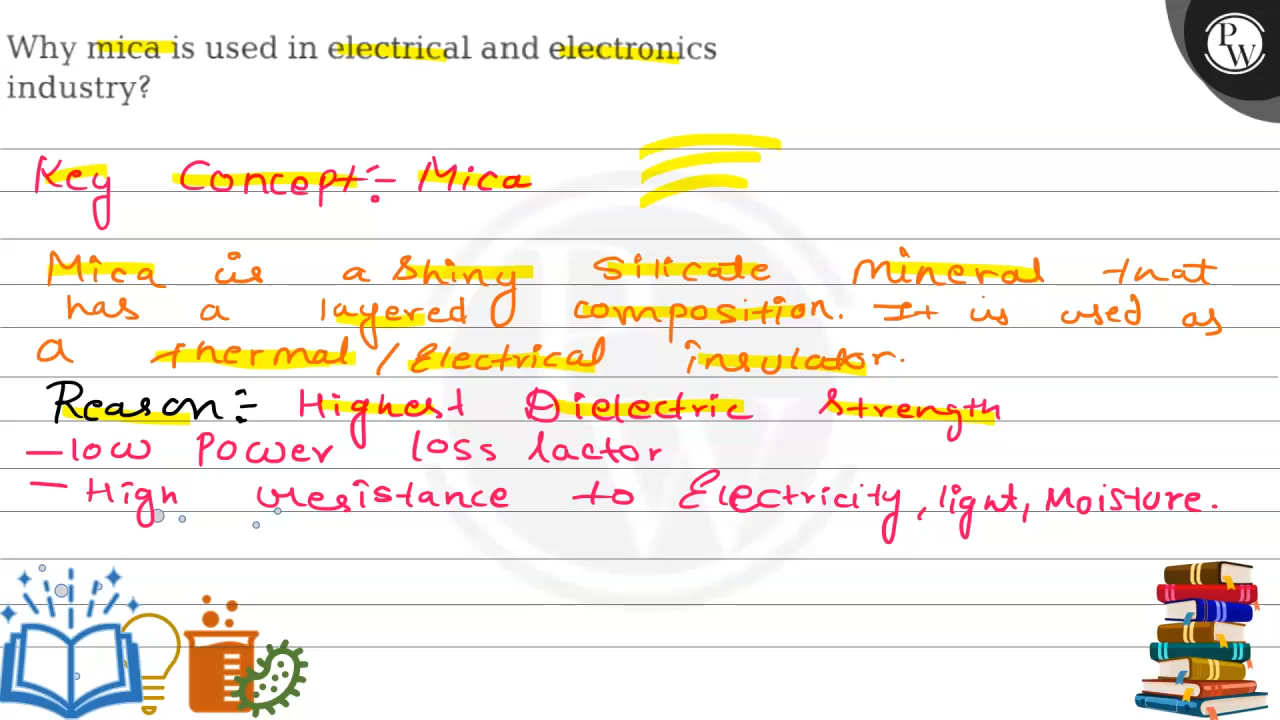 Why mica is used in electrical and electronics
industry?
PW
Key Concept:- Mica
Mica is a shiny silicate mineral that
has a layered composition. It is used as
a thermal/Electrical insulator.
Reason:- Highest Dielectric strength
- low power loss factor
- High resistance to Electricity, light, Moisture.